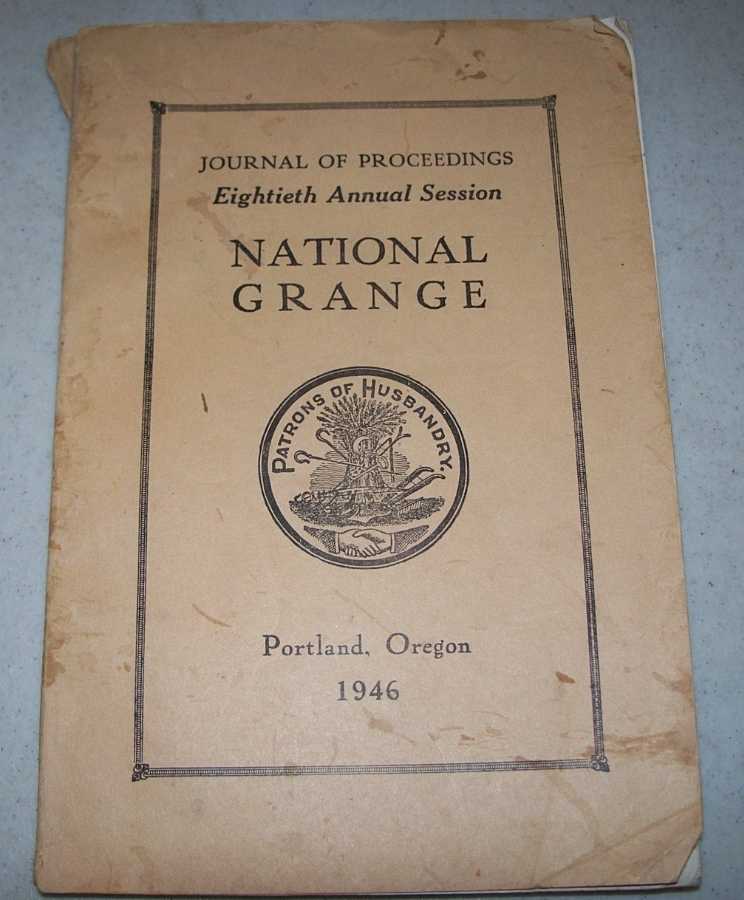 JOURNAL OF PROCEEDINGS
Eightieth Annual Session
NATIONAL
GRANGE
PATRONS OF HUSBANDRY.
Portland, Oregon
1946